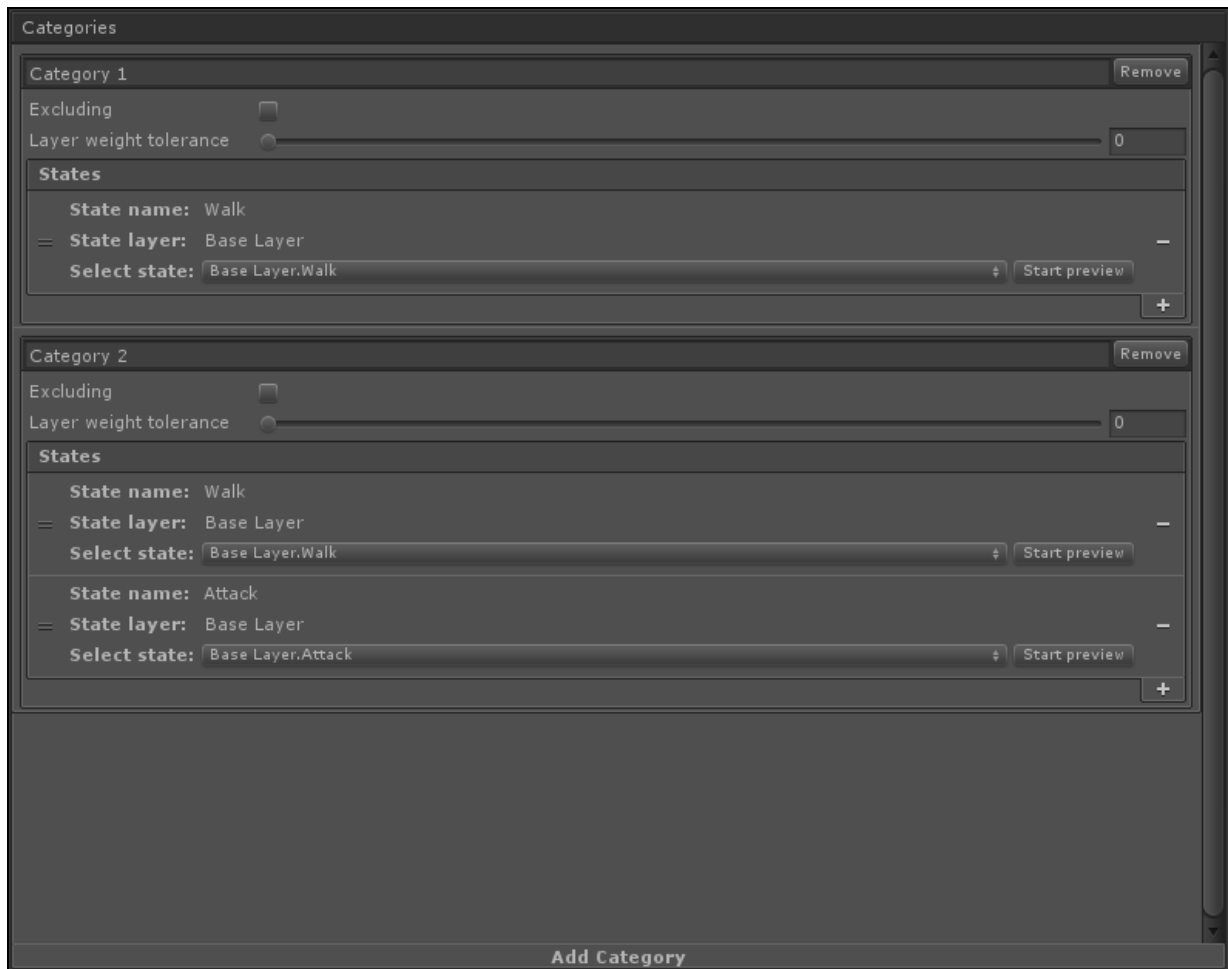 Categories
Category 1 Remove
Excluding
Layer weight tolerance 0
States
State name: Walk
State layer: Base Layer
Select state: Base Layer.Walk Start preview
Category 2 Remove
Excluding
Layer weight tolerance 0
States
State name: Walk
State layer: Base Layer
Select state: Base Layer.Walk Start preview
State name: Attack
State layer: Base Layer
Select state: Base Layer.Attack Start preview
Add Category